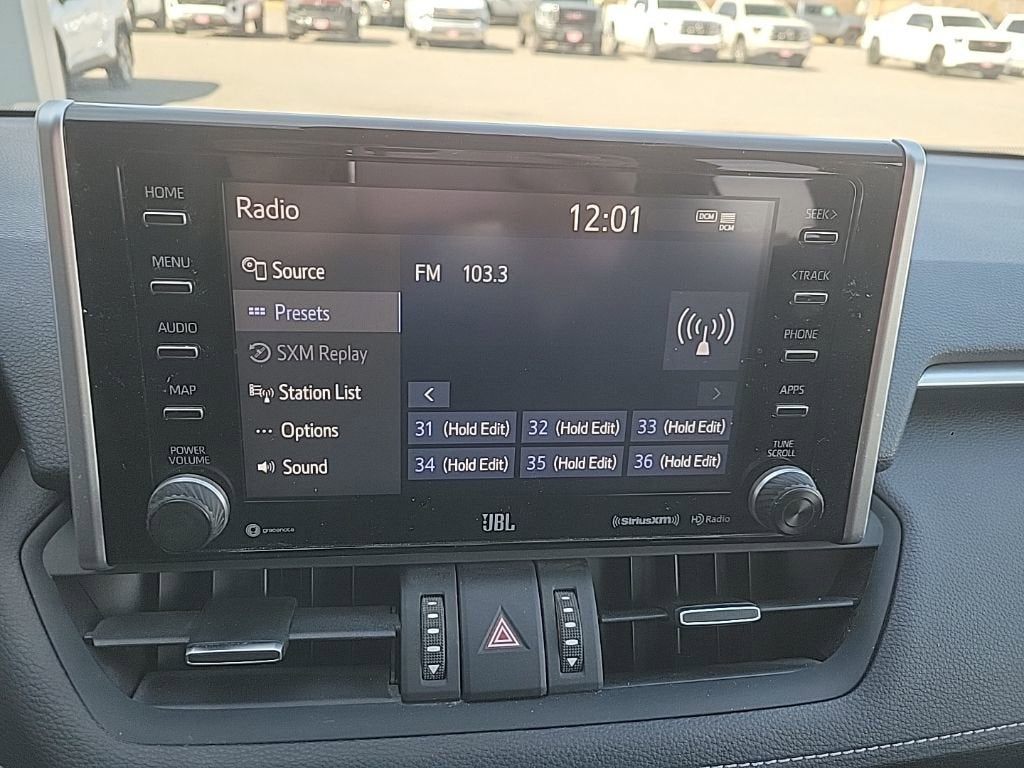 HOME
MENU
AUDIO
MAP
POWER
VOLUME
Radio
12:01
DCM
DCM
Source
Presets
SXM Replay
Station List
Options
Sound
FM 103.3
<
>
31 (Hold Edit) 32 (Hold Edit) 33 (Hold Edit)
34 (Hold Edit) 35 (Hold Edit) 36 (Hold Edit)
SEEK>
<TRACK
PHONE
APPS
TUNE
SCROLL
gracenote
JBL
SiriusXM
HD Radio